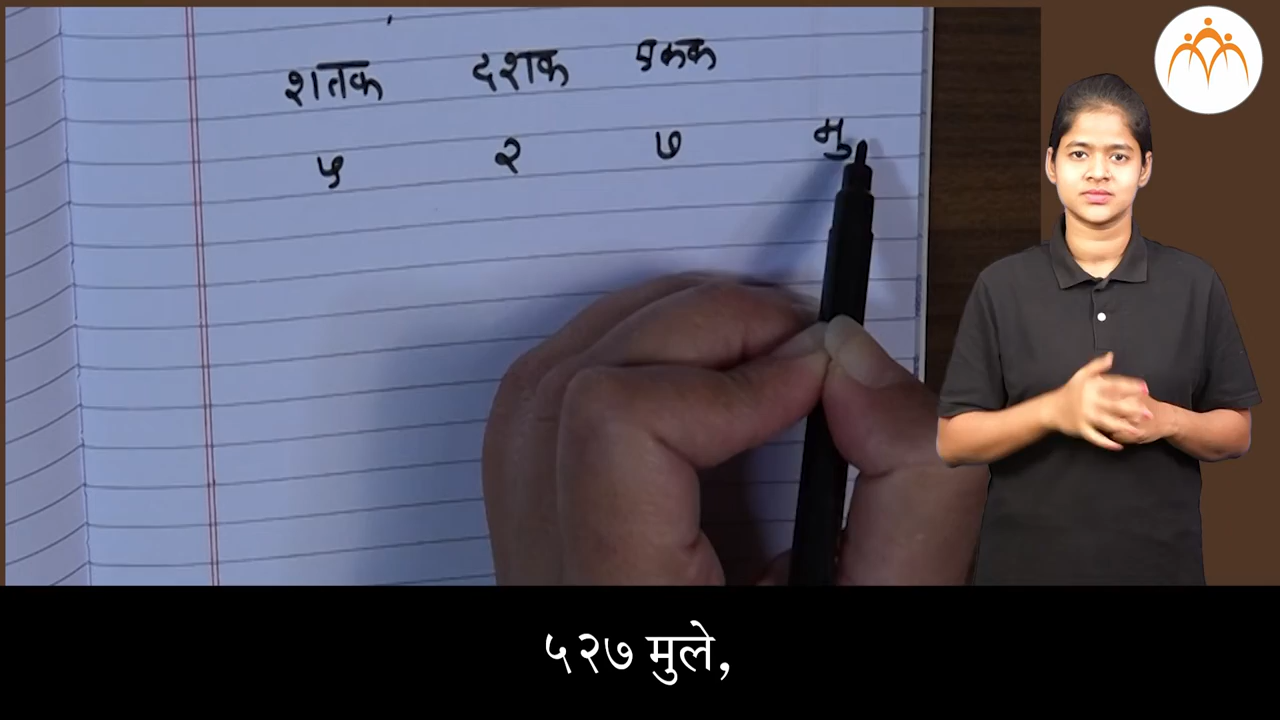 शतक दशक एकक
५ २ ७ मु
५२७ मुले,